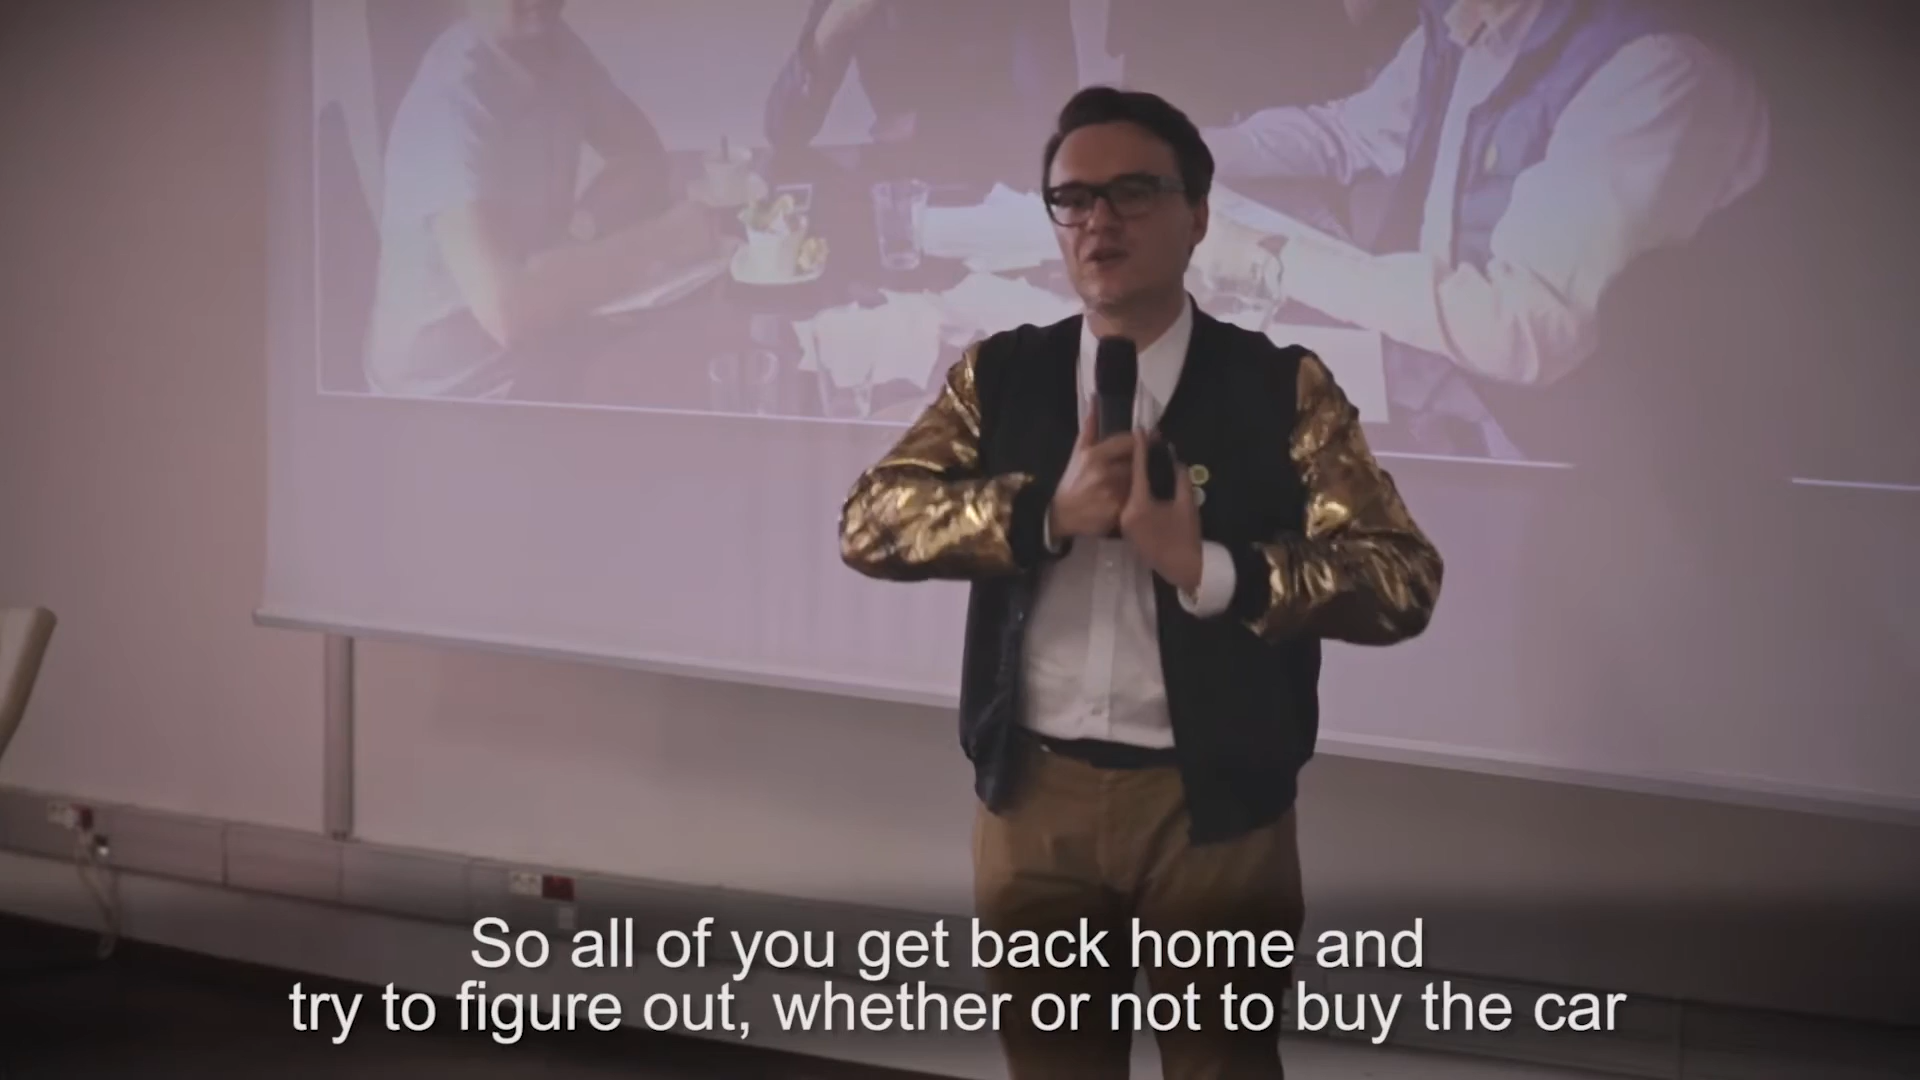 So all of you get back home and
try to figure out, whether or not to buy the car